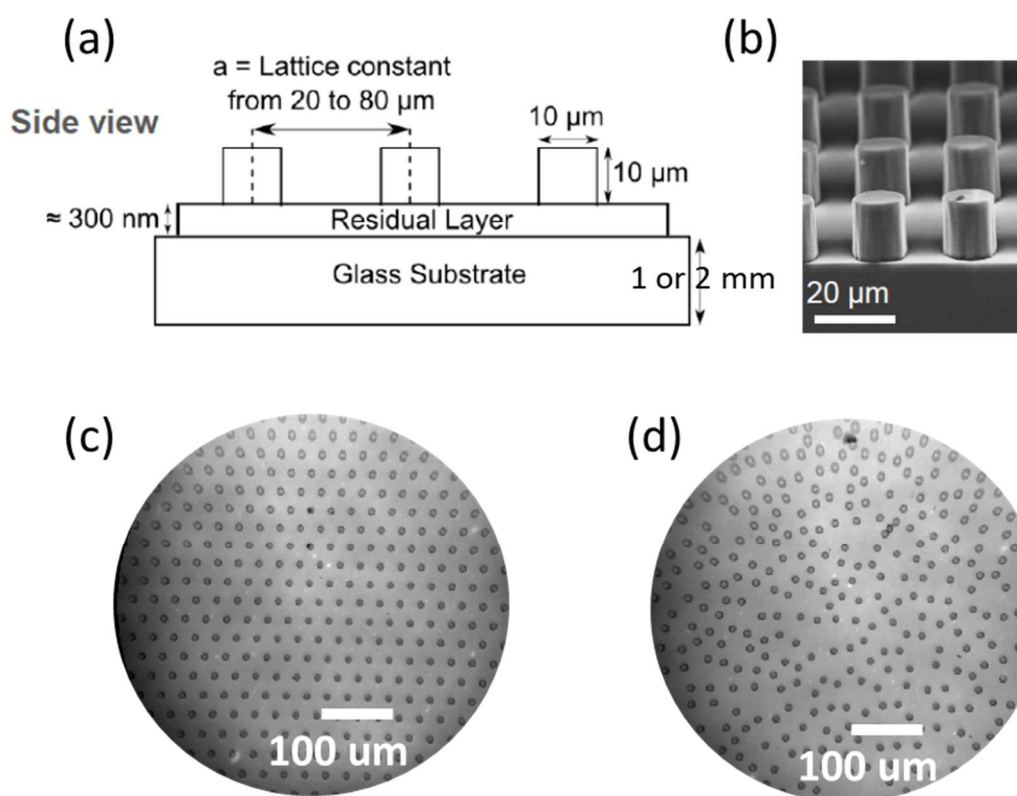 (a)
(b)
a = Lattice constant
from 20 to 80 µm
Side view
10 µm
10 µm
≈ 300 nm
Residual Layer
Glass Substrate
1 or 2 mm
20 µm
(c)
(d)
100 um
100 um